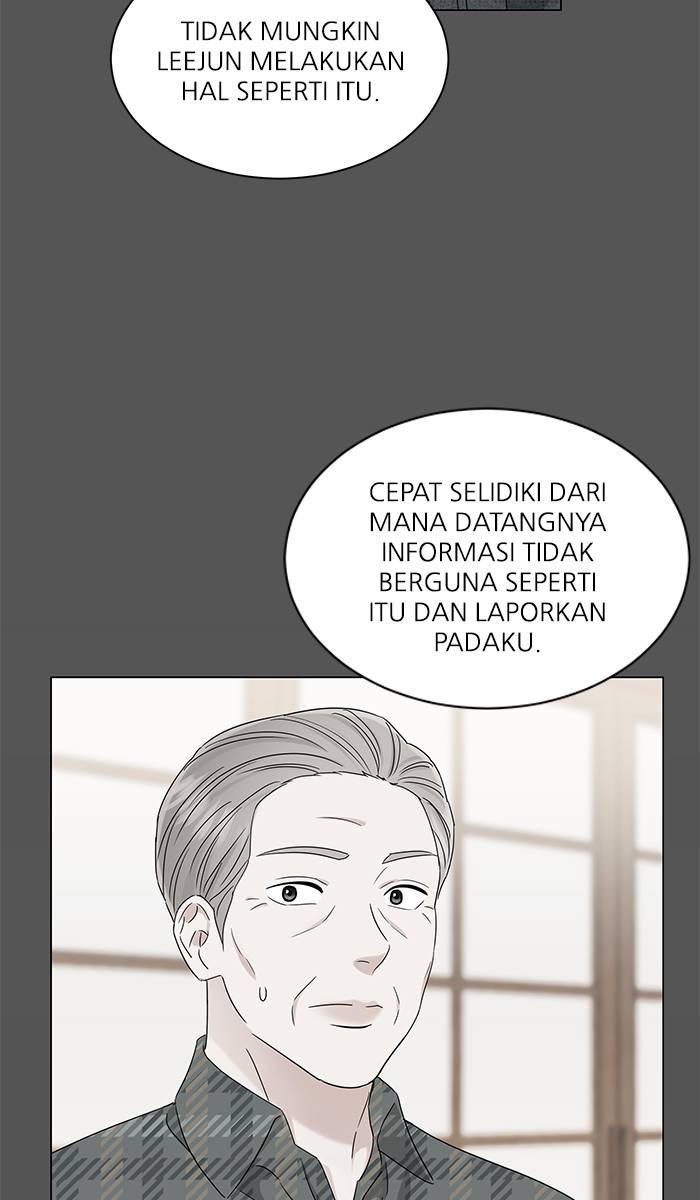 TIDAK MUNGKIN
LEEJUN MELAKUKAN
HAL SEPERTI ITU.
CEPAT SELIDIKI DARI
MANA DATANGNYA
INFORMASI TIDAK
BERGUNA SEPERTI
ITU DAN LAPORKAN
PADAKU.